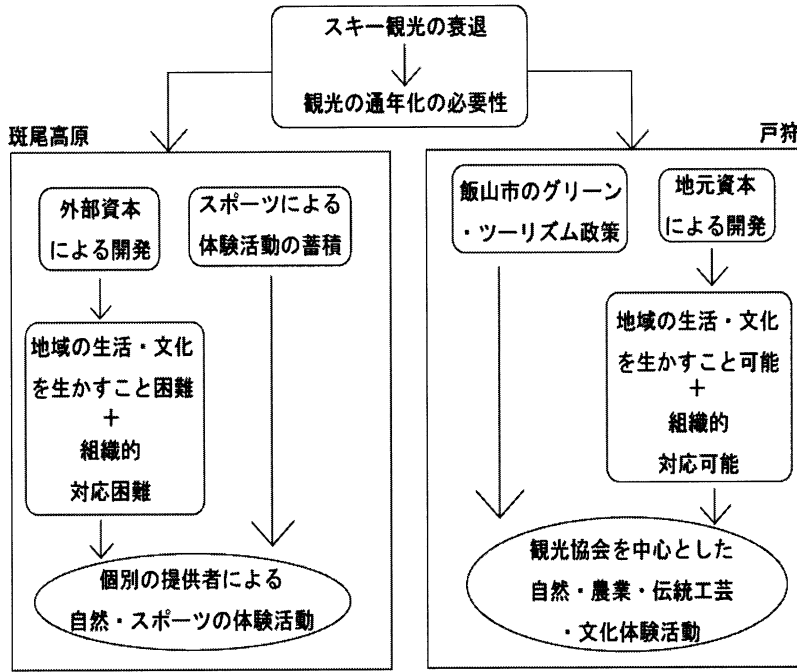 スキー観光の衰退
観光の通年化の必要性
斑尾高原
外部資本
による開発
スポーツによる
体験活動の蓄積
地域の生活・文化
を生かすこと困難
+
組織的
対応困難
個別の提供者による
自然・スポーツの体験活動
戸狩
飯山市のグリーン
・ツーリズム政策
地元資本
による開発
地域の生活・文化
を生かすこと可能
+
組織的
対応可能
観光協会を中心とした
自然・農業・伝統工芸
・文化体験活動